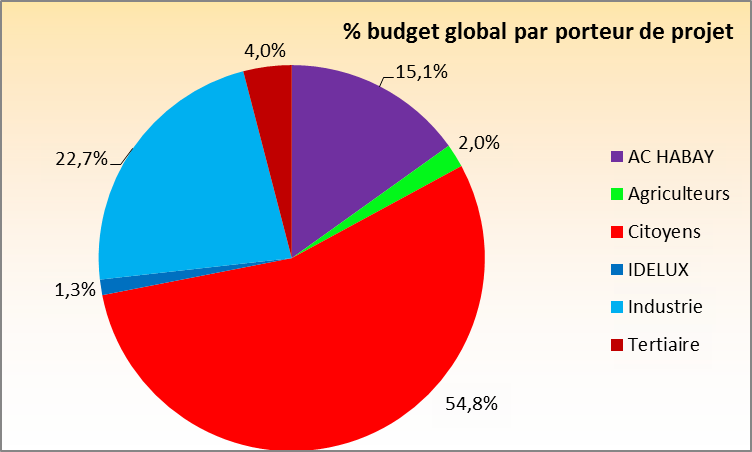 % budget global par porteur de projet
4,0%
15,1%
2,0%
22,7%
1,3%
54,8%
AC HABAY
Agriculteurs
Citoyens
IDELUX
Industrie
Tertiaire